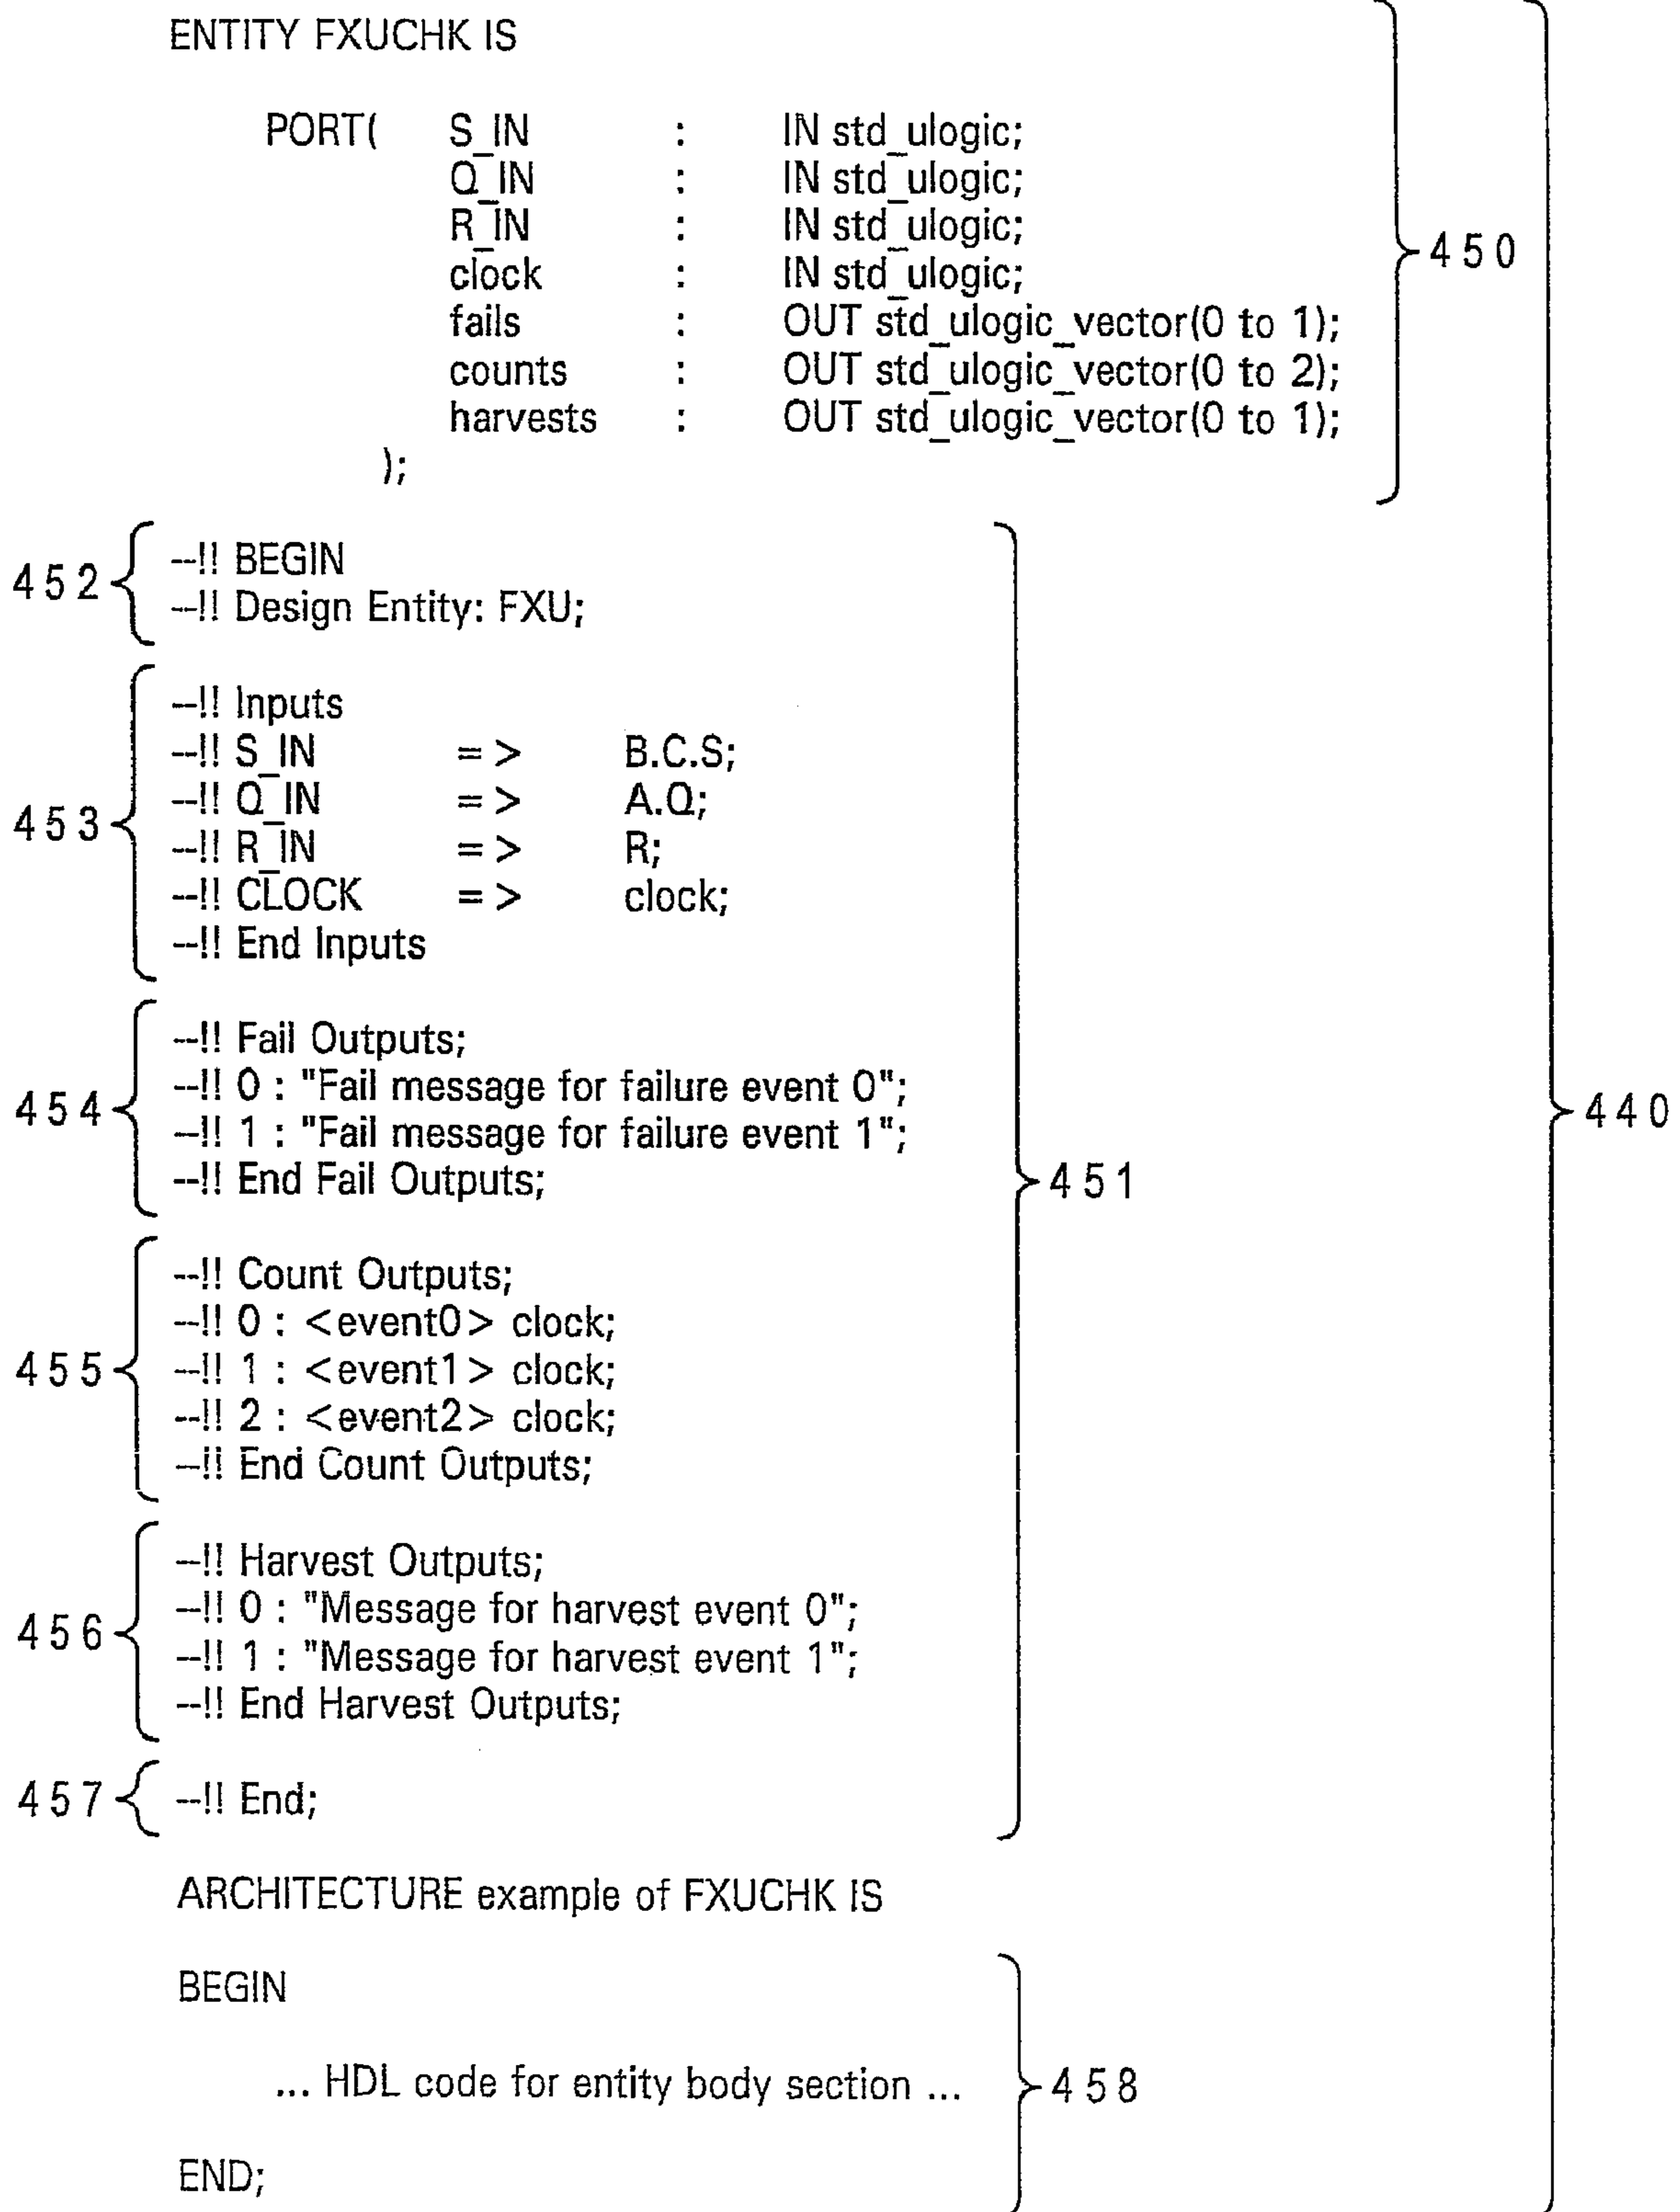 ENTITY FXUCHK IS
PORT( S_IN : IN std_ulogic;
Q_IN : IN std_ulogic;
R_IN : IN std_ulogic;
clock : IN std_ulogic;
fails : OUT std_ulogic_vector(0 to 1);
counts : OUT std_ulogic_vector(0 to 2);
harvests : OUT std_ulogic_vector(0 to 1);
);
450
452
--!! BEGIN
--!! Design Entity: FXU;
453
--!! Inputs
--!! S_IN => B.C.S;
--!! Q_IN => A.Q;
--!! R_IN => R;
--!! CLOCK => clock;
--!! End Inputs
454
--!! Fail Outputs;
--!! 0 : "Fail message for failure event 0";
--!! 1 : "Fail message for failure event 1";
--!! End Fail Outputs;
440
451
455
--!! Count Outputs;
--!! 0 : <event0> clock;
--!! 1 : <event1> clock;
--!! 2 : <event2> clock;
--!! End Count Outputs;
456
--!! Harvest Outputs;
--!! 0 : "Message for harvest event 0";
--!! 1 : "Message for harvest event 1";
--!! End Harvest Outputs;
457
--!! End;
ARCHITECTURE example of FXUCHK IS
BEGIN
... HDL code for entity body section ...
458
END;